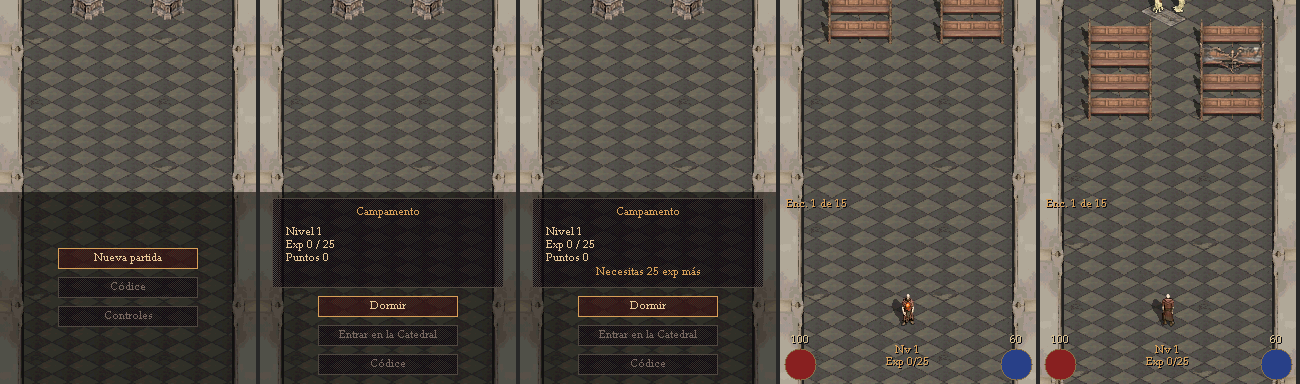 Nueva partida
Códice
Controles
Campamento
Nivel 1
Exp 0 / 25
Puntos 0
Dormir
Entrar en la Catedral
Códice
Campamento
Nivel 1
Exp 0 / 25
Puntos 0
Necesitas 25 exp más
Dormir
Entrar en la Catedral
Códice
Enc. 1 de 15
100
60
Nv 1
Exp 0/25
Enc. 1 de 15
100
60
Nv 1
Exp 0/25